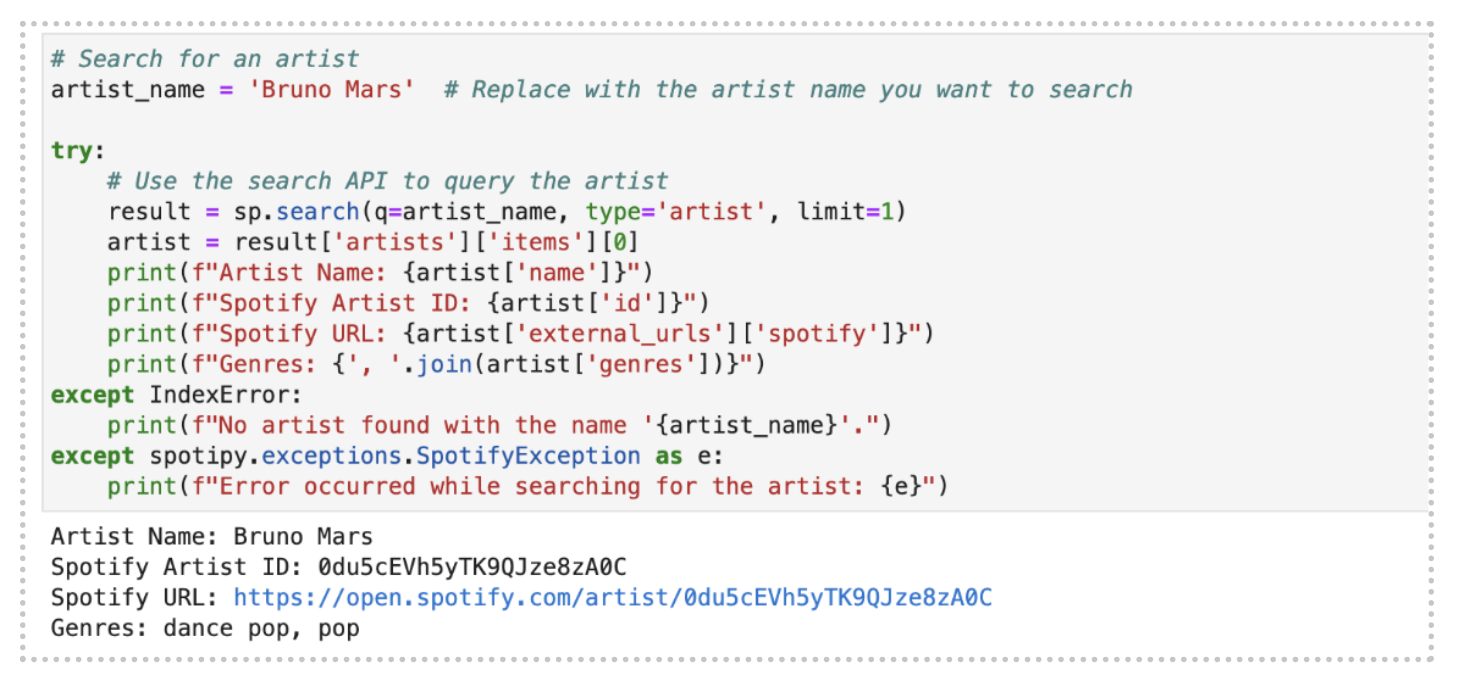 # Search for an artist
artist_name = 'Bruno Mars'  # Replace with the artist name you want to search

try:
    # Use the search API to query the artist
    result = sp.search(q=artist_name, type='artist', limit=1)
    artist = result['artists']['items'][0]
    print(f"Artist Name: {artist['name']}")
    print(f"Spotify Artist ID: {artist['id']}")
    print(f"Spotify URL: {artist['external_urls']['spotify']}")
    print(f"Genres: {', '.join(artist['genres'])}")
except IndexError:
    print(f"No artist found with the name '{artist_name}'.")
except spotipy.exceptions.SpotifyException as e:
    print(f"Error occurred while searching for the artist: {e}")
Artist Name: Bruno Mars
Spotify Artist ID: 0du5cEVh5yTK9QJze8zA0C
Spotify URL: https://open.spotify.com/artist/0du5cEVh5yTK9QJze8zA0C
Genres: dance pop, pop